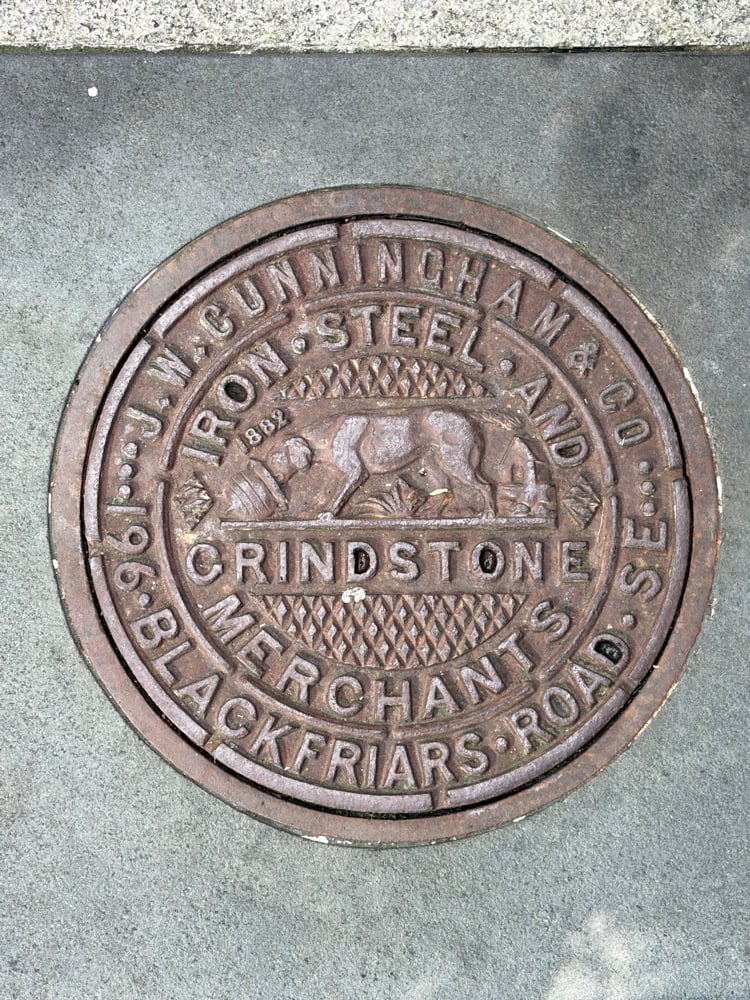 J. W. CUNNINGHAM & CO.
196 · BLACKFRIARS · ROAD · S E
IRON · STEEL · AND
1882
GRINDSTONE
MERCHANTS